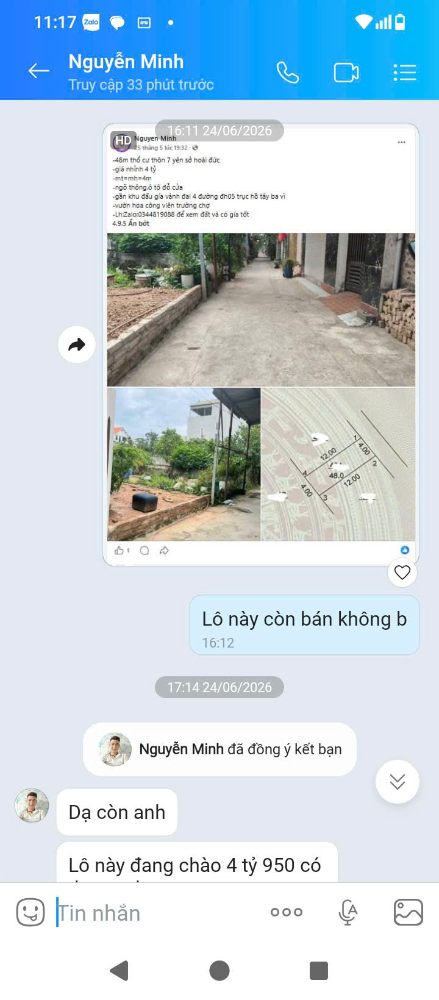 11:17 Zalo
Nguyễn Minh
Truy cập 33 phút trước
16:11 24/06/2026
HD
Nguyen Minh
25 tháng 5 lúc 19:32
-48m thổ cư thôn 7 yên sở hoài đức
-giá nhỉnh 4 tỷ
-mt=mh=4m
-ngõ thông.ô tô đỗ cửa
-gần khu đấu gía vành đai 4 đường đh05 trục hồ tây ba vì
-vườn hoa công viên trường chợ
-Lh:Zalo:0344819088 để xem đất và có gía tốt
4.9.5 Ẩn bớt
1
4.00
12.00
2
4
48.0
12.00
4.00
3
1
Lô này còn bán không b
16:12
17:14 24/06/2026
Nguyễn Minh đã đồng ý kết bạn
Dạ còn anh
Lô này đang chào 4 tỷ 950 có
Tin nhắn